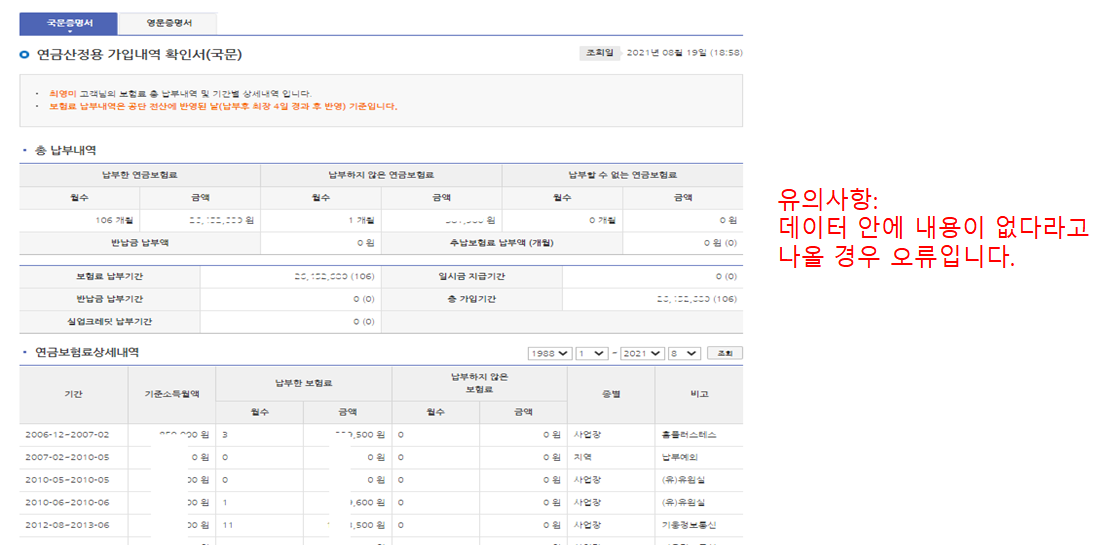 국문증명서 영문증명서
연금산정용 가입내역 확인서(국문) 조회일 2021년 08월 19일 (18:58)
최영미 고객님의 보험료 총 납부내역 및 기간별 상세내역 입니다.
보험료 납부내역은 공단 전산에 반영된 날(납부후 최장 4일 경과 후 반영) 기준입니다.
총 납부내역
납부한 연금보험료 납부하지 않은 연금보험료 납부할 수 없는 연금보험료
월수 금액 월수 금액 월수 금액
106 개월 원 1 개월 원 0 개월 0 원
반납금 납부액 0 원 추납보험료 납부액 (개월) 0 원 (0)
보험료 납부기간 (106) 일시금 지급기간 0 (0)
반납금 납부기간 0 (0) 총 가입기간 (106)
실업크레딧 납부기간 0 (0)
유의사항:
데이터 안에 내용이 없다라고
나올 경우 오류입니다.
연금보험료상세내역 1988 1 ~ 2021 8 조회
기간 기준소득월액 납부한 보험료 납부하지 않은
보험료 종별 비고
월수 금액 월수 금액
2006-12~2007-02 원 3 ,500 원 0 0 원 사업장 홈플러스테스
2007-02~2010-05 0 원 0 0 원 0 0 원 지역 납부예외
2010-05~2010-05 00 원 0 0 원 0 0 원 사업장 (유)유원실
2010-06~2010-06 00 원 1 ,600 원 0 0 원 사업장 (유)유원실
2012-08~2013-06 00 원 11 ,500 원 0 0 원 사업장 기흥정보통신